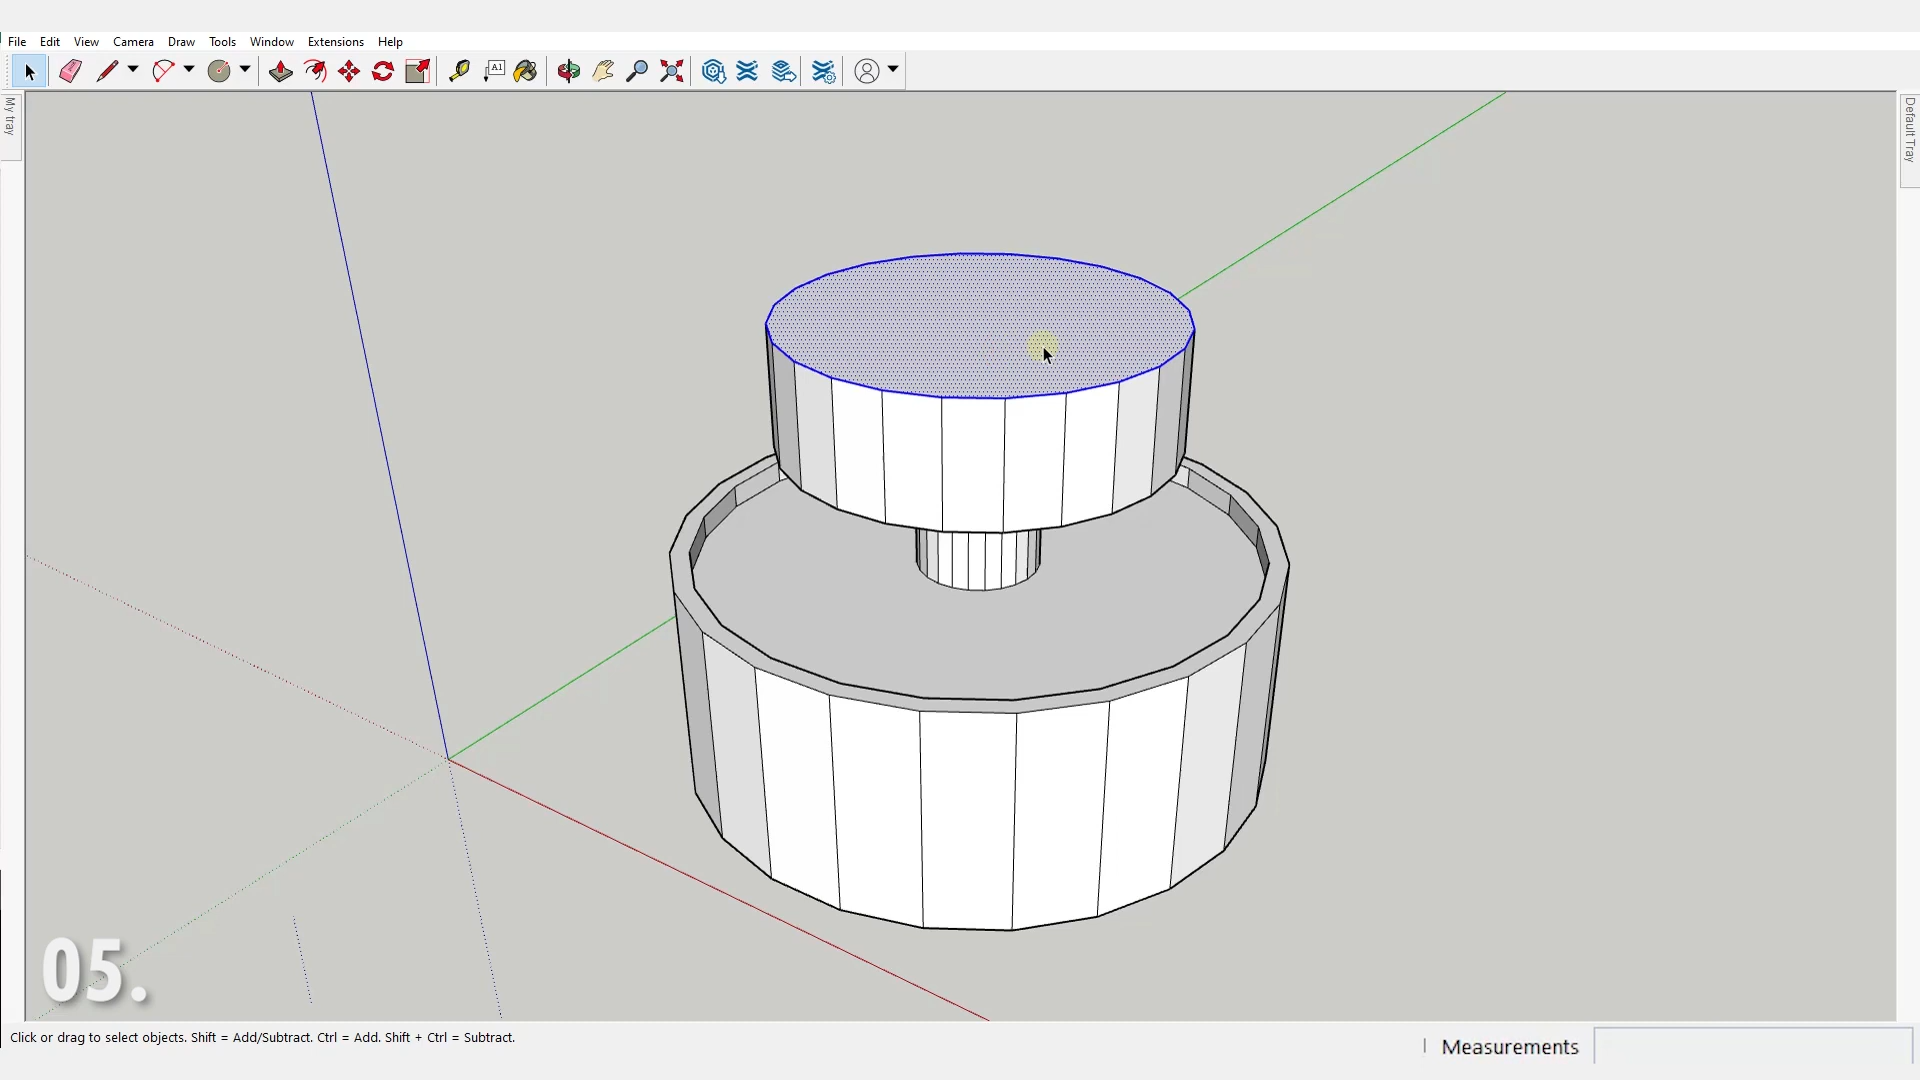 File Edit View Camera Draw Tools Window Extensions Help
A1
My tray
Default Tray
05.
Click or drag to select objects. Shift = Add/Subtract. Ctrl = Add. Shift + Ctrl = Subtract.
Measurements